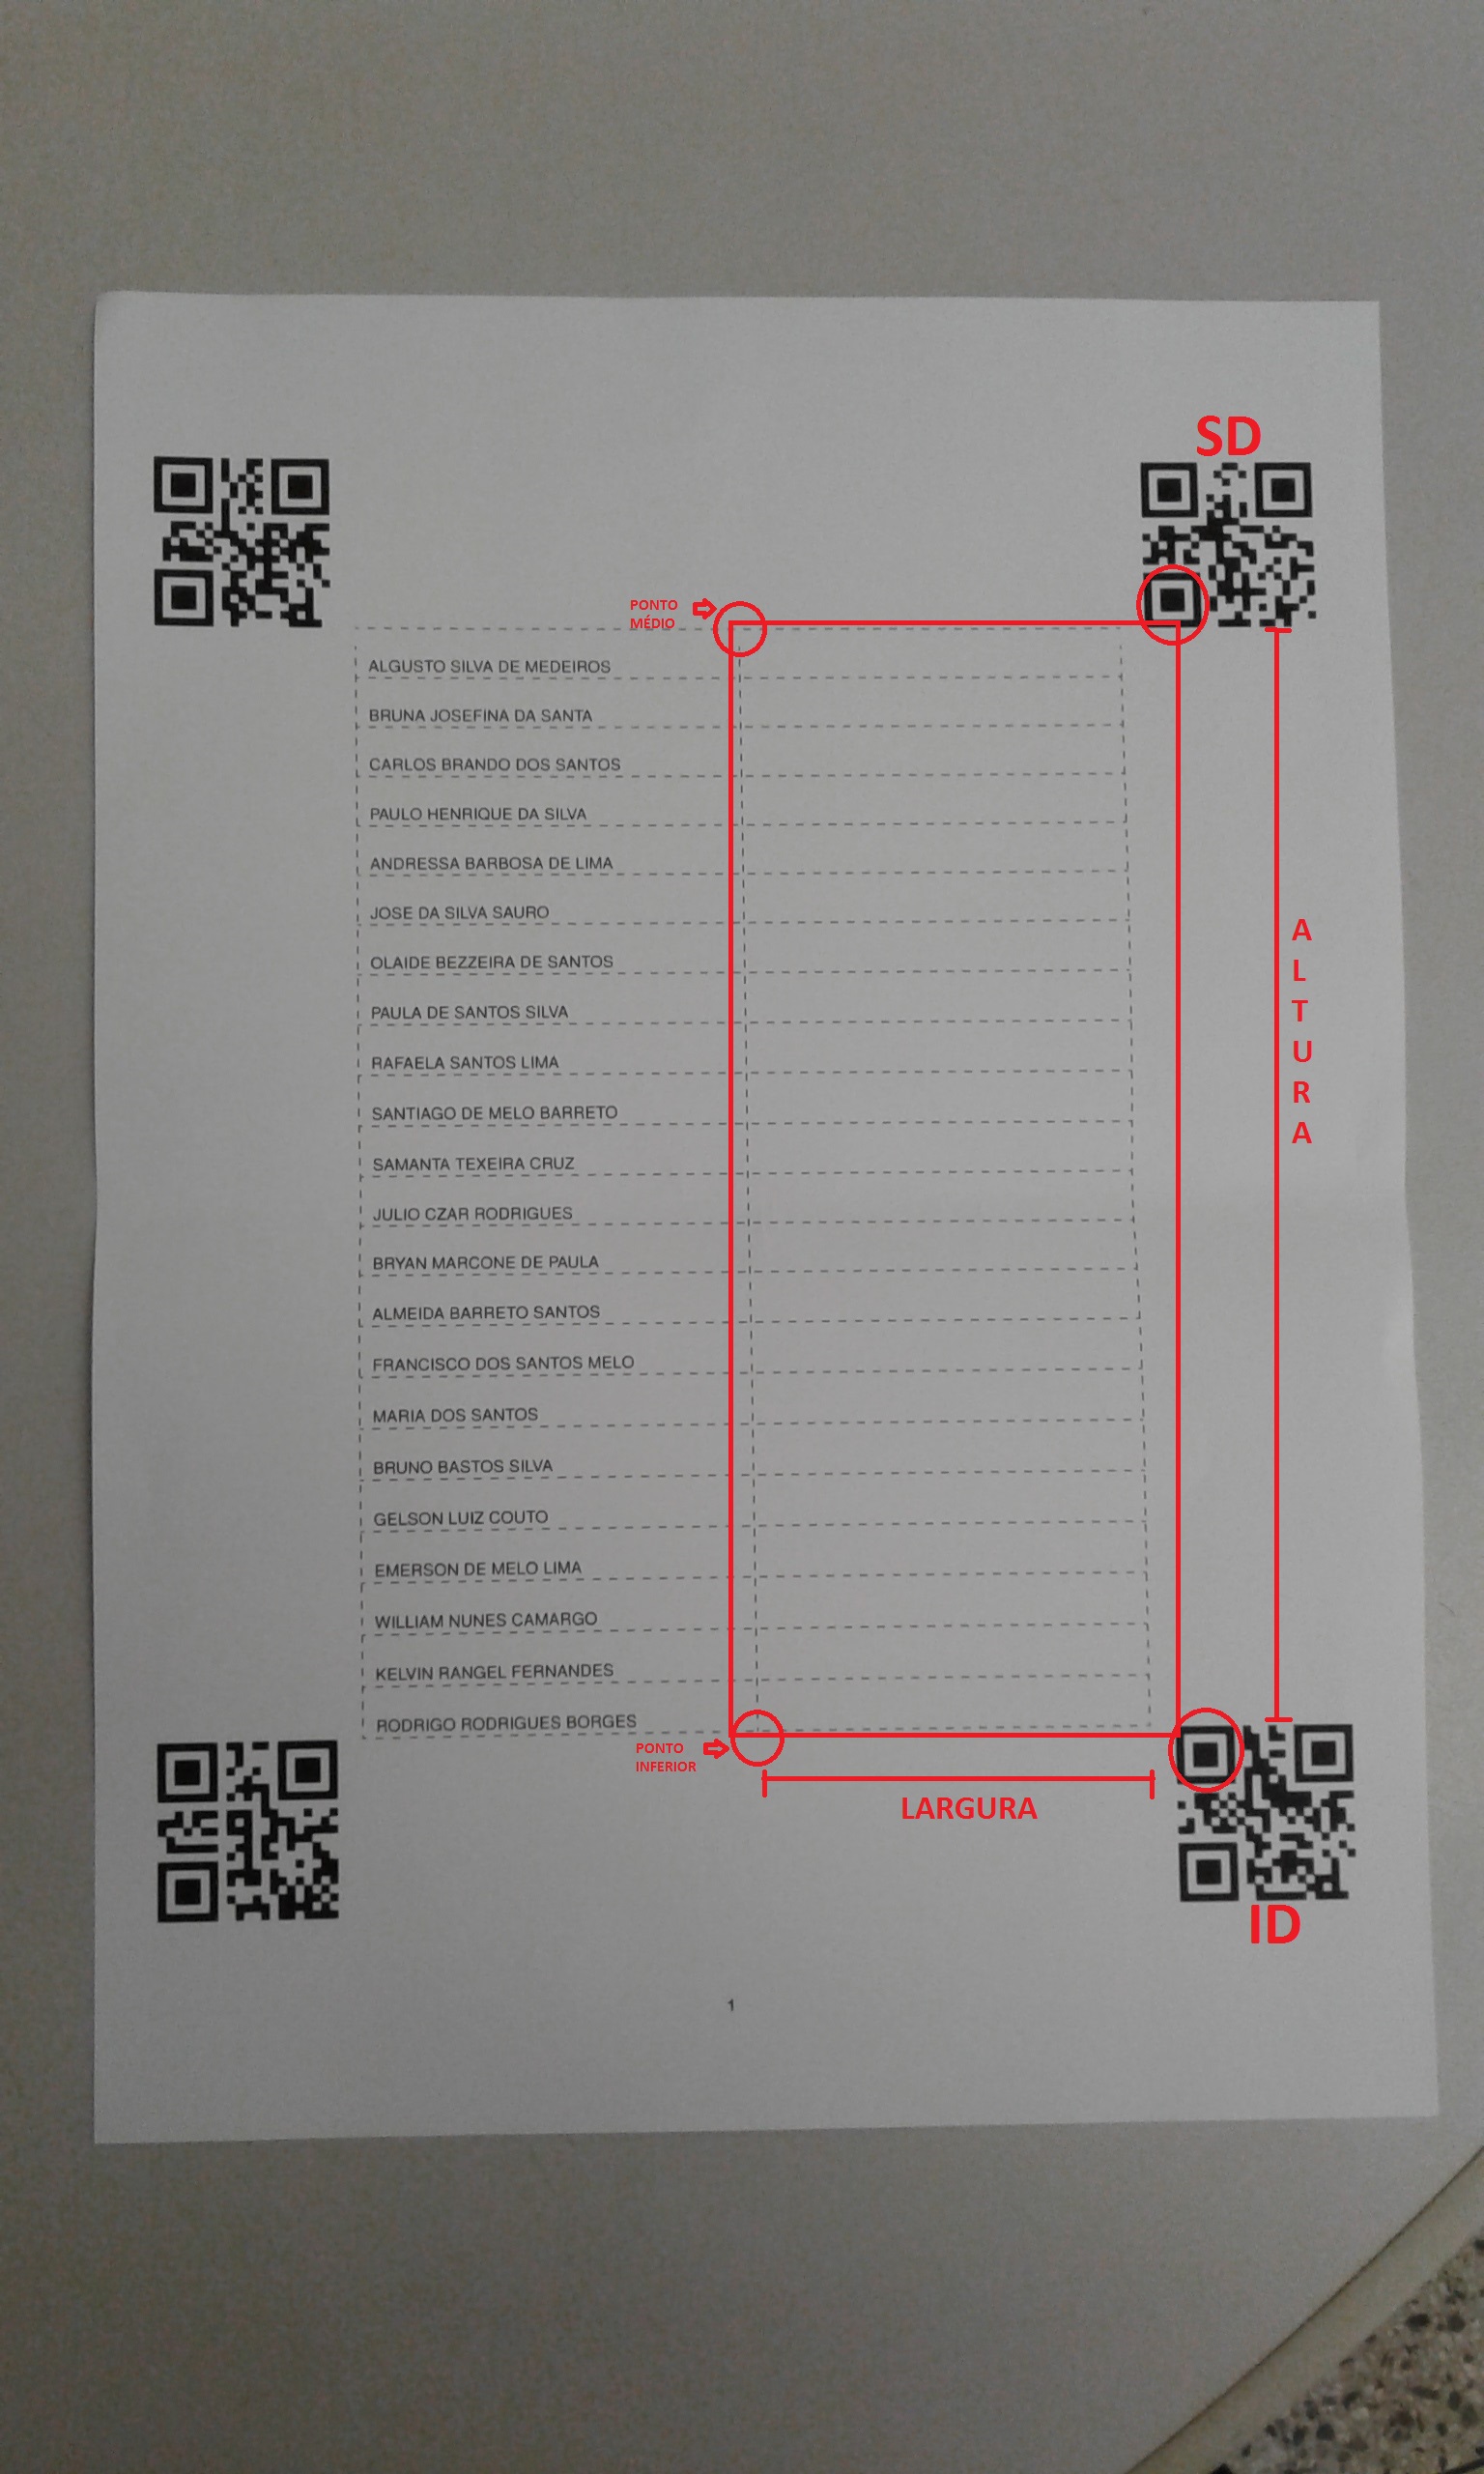 ALGUSTO SILVA DE MEDEIROS
BRUNA JOSEFINA DA SANTA
CARLOS BRANDO DOS SANTOS
PAULO HENRIQUE DA SILVA
ANDRESSA BARBOSA DE LIMA
JOSE DA SILVA SAURO
OLAIDE BEZZEIRA DE SANTOS
PAULA DE SANTOS SILVA
RAFAELA SANTOS LIMA
SANTIAGO DE MELO BARRETO
SAMANTA TEXEIRA CRUZ
JULIO CZAR RODRIGUES
BRYAN MARCONE DE PAULA
ALMEIDA BARRETO SANTOS
FRANCISCO DOS SANTOS MELO
MARIA DOS SANTOS
BRUNO BASTOS SILVA
GELSON LUIZ COUTO
EMERSON DE MELO LIMA
WILLIAM NUNES CAMARGO
KELVIN RANGEL FERNANDES
RODRIGO RODRIGUES BORGES
PONTO
MÉDIO
PONTO
INFERIOR
SD
ALTURA
LARGURA
ID
1